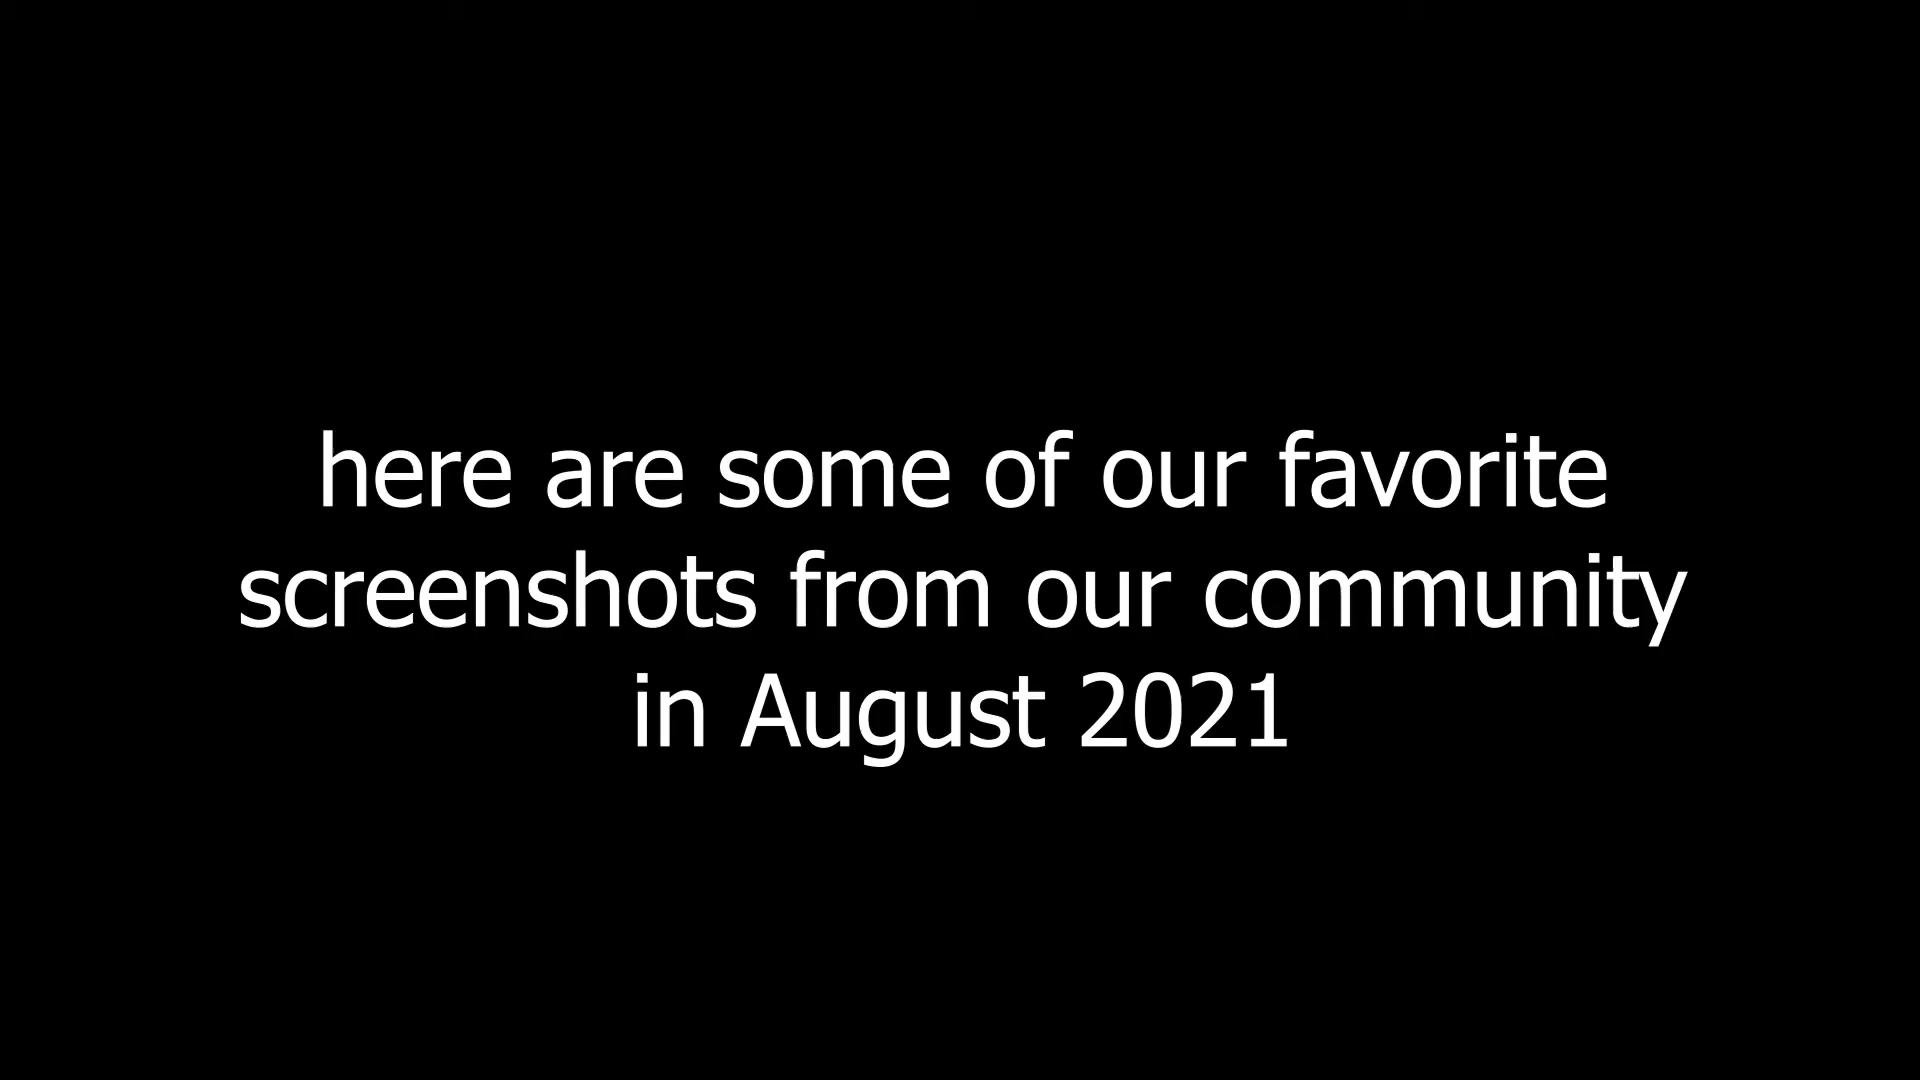 here are some of our favorite
screenshots from our community
in August 2021